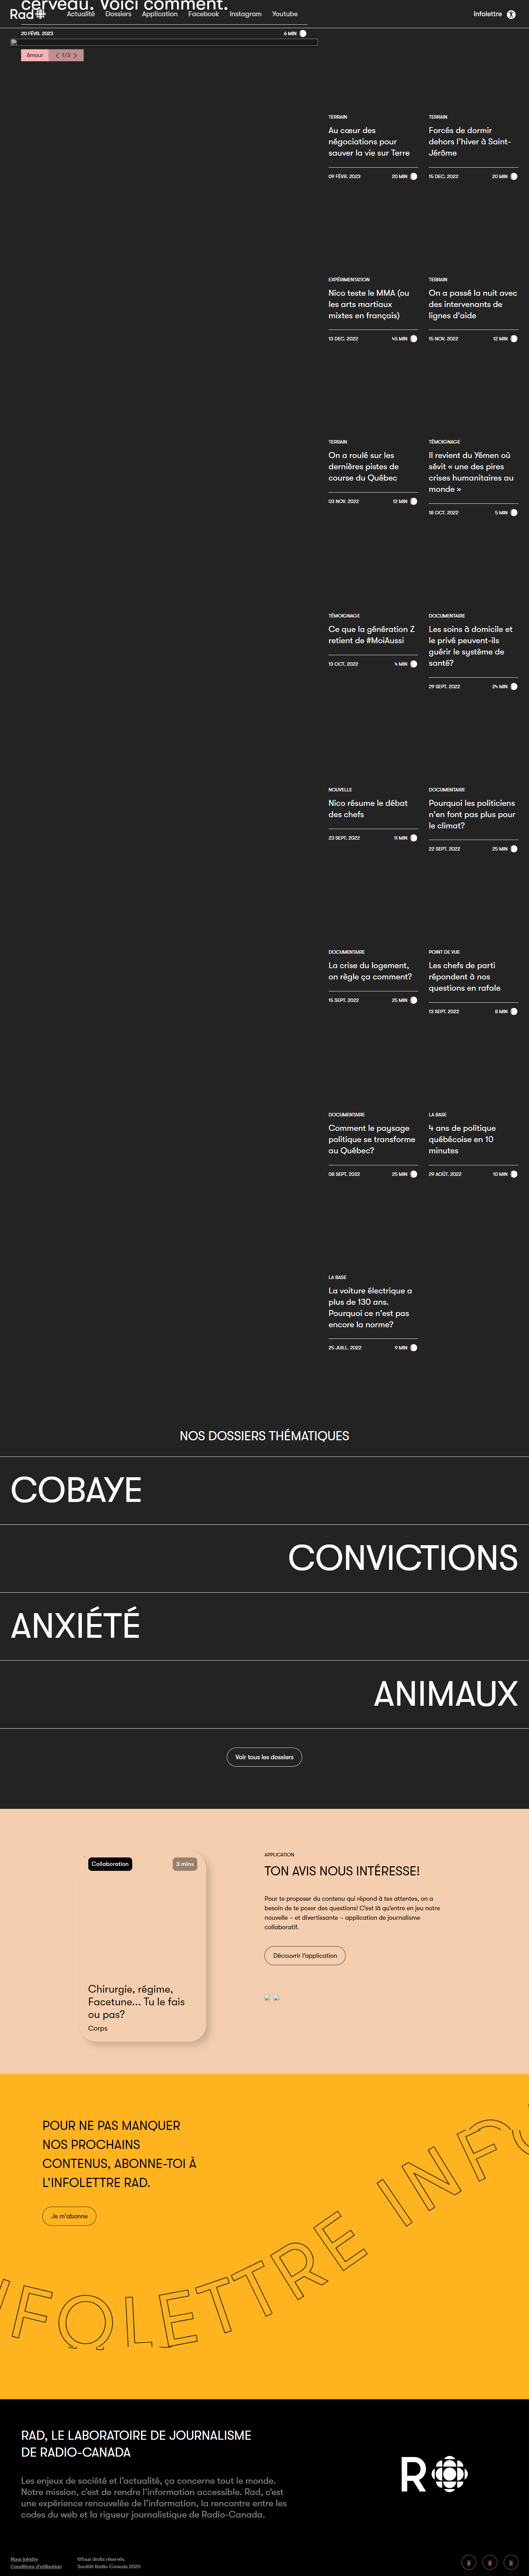 cerveau. Voici comment.
Rad
Actualité Dossiers Application Facebook Instagram Youtube
Infolettre
20 FÉVR. 2023 6 MIN
Amour 1/3
TERRAIN
Au cœur des
négociations pour
sauver la vie sur Terre
09 FÉVR. 2023 20 MIN
TERRAIN
Forcés de dormir
dehors l'hiver à Saint-
Jérôme
15 DEC. 2022 20 MIN
EXPÉRIMENTATION
Nico teste le MMA (ou
les arts martiaux
mixtes en français)
13 DEC. 2022 45 MIN
TERRAIN
On a passé la nuit avec
des intervenants de
lignes d'aide
15 NOV. 2022 12 MIN
TERRAIN
On a roulé sur les
dernières pistes de
course du Québec
03 NOV. 2022 12 MIN
TÉMOIGNAGE
Il revient du Yémen où
sévit « une des pires
crises humanitaires au
monde »
18 OCT. 2022 5 MIN
TÉMOIGNAGE
Ce que la génération Z
retient de #MoiAussi
13 OCT. 2022 4 MIN
DOCUMENTAIRE
Les soins à domicile et
le privé peuvent-ils
guérir le système de
santé?
29 SEPT. 2022 24 MIN
NOUVELLE
Nico résume le débat
des chefs
23 SEPT. 2022 11 MIN
DOCUMENTAIRE
Pourquoi les politiciens
n'en font pas plus pour
le climat?
22 SEPT. 2022 25 MIN
DOCUMENTAIRE
La crise du logement,
on règle ça comment?
15 SEPT. 2022 25 MIN
POINT DE VUE
Les chefs de parti
répondent à nos
questions en rafale
13 SEPT. 2022 8 MIN
DOCUMENTAIRE
Comment le paysage
politique se transforme
au Québec?
08 SEPT. 2022 25 MIN
LA BASE
4 ans de politique
québécoise en 10
minutes
29 AOÛT. 2022 10 MIN
LA BASE
La voiture électrique a
plus de 130 ans.
Pourquoi ce n'est pas
encore la norme?
25 JUILL. 2022 9 MIN
NOS DOSSIERS THÉMATIQUES
COBAYE
CONVICTIONS
ANXIÉTÉ
ANIMAUX
Voir tous les dossiers
Collaboration 3 mins
Chirurgie, régime,
Facetune... Tu le fais
ou pas?
Corps
APPLICATION
TON AVIS NOUS INTÉRESSE!
Pour te proposer du contenu qui répond à tes attentes, on a
besoin de te poser des questions! C'est là qu'entre en jeu notre
nouvelle – et divertissante – application de journalisme
collaboratif.
Découvrir l'application
POUR NE PAS MANQUER
NOS PROCHAINS
CONTENUS, ABONNE-TOI À
L'INFOLETTRE RAD.
Je m'abonne
NFOLETTRE INFO
RAD, LE LABORATOIRE DE JOURNALISME
DE RADIO-CANADA
Les enjeux de société et l'actualité, ça concerne tout le monde.
Notre mission, c'est de rendre l'information accessible. Rad, c'est
une expérience renouvelée de l'information, la rencontre entre les
codes du web et la rigueur journalistique de Radio-Canada.
R
Nous joindre
Conditions d'utilisation
©Tous droits réservés.
Société Radio-Canada 2020